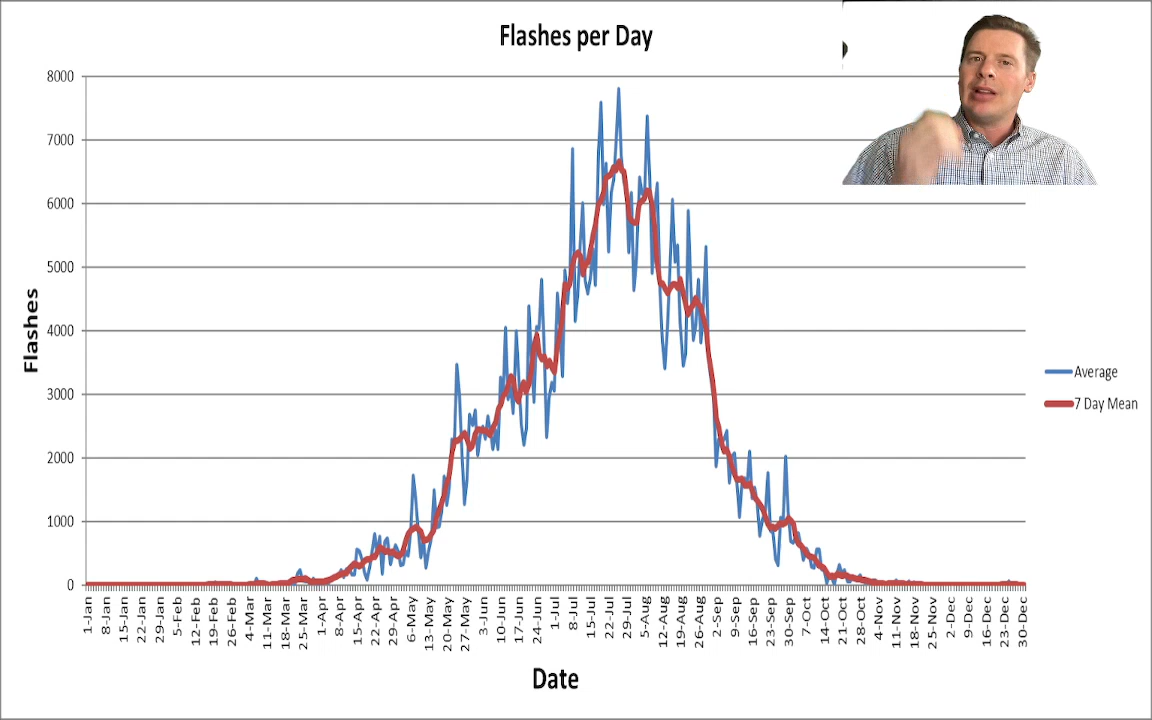 Flashes per Day
8000
7000
6000
5000
4000
3000
2000
1000
0
Flashes
1-Jan
8-Jan
15-Jan
22-Jan
29-Jan
5-Feb
12-Feb
19-Feb
26-Feb
4-Mar
11-Mar
18-Mar
25-Mar
1-Apr
8-Apr
15-Apr
22-Apr
29-Apr
6-May
13-May
20-May
27-May
3-Jun
10-Jun
17-Jun
24-Jun
1-Jul
8-Jul
15-Jul
22-Jul
29-Jul
5-Aug
12-Aug
19-Aug
26-Aug
2-Sep
9-Sep
16-Sep
23-Sep
30-Sep
7-Oct
14-Oct
21-Oct
28-Oct
4-Nov
11-Nov
18-Nov
25-Nov
2-Dec
9-Dec
16-Dec
23-Dec
30-Dec
Date
Average
7 Day Mean